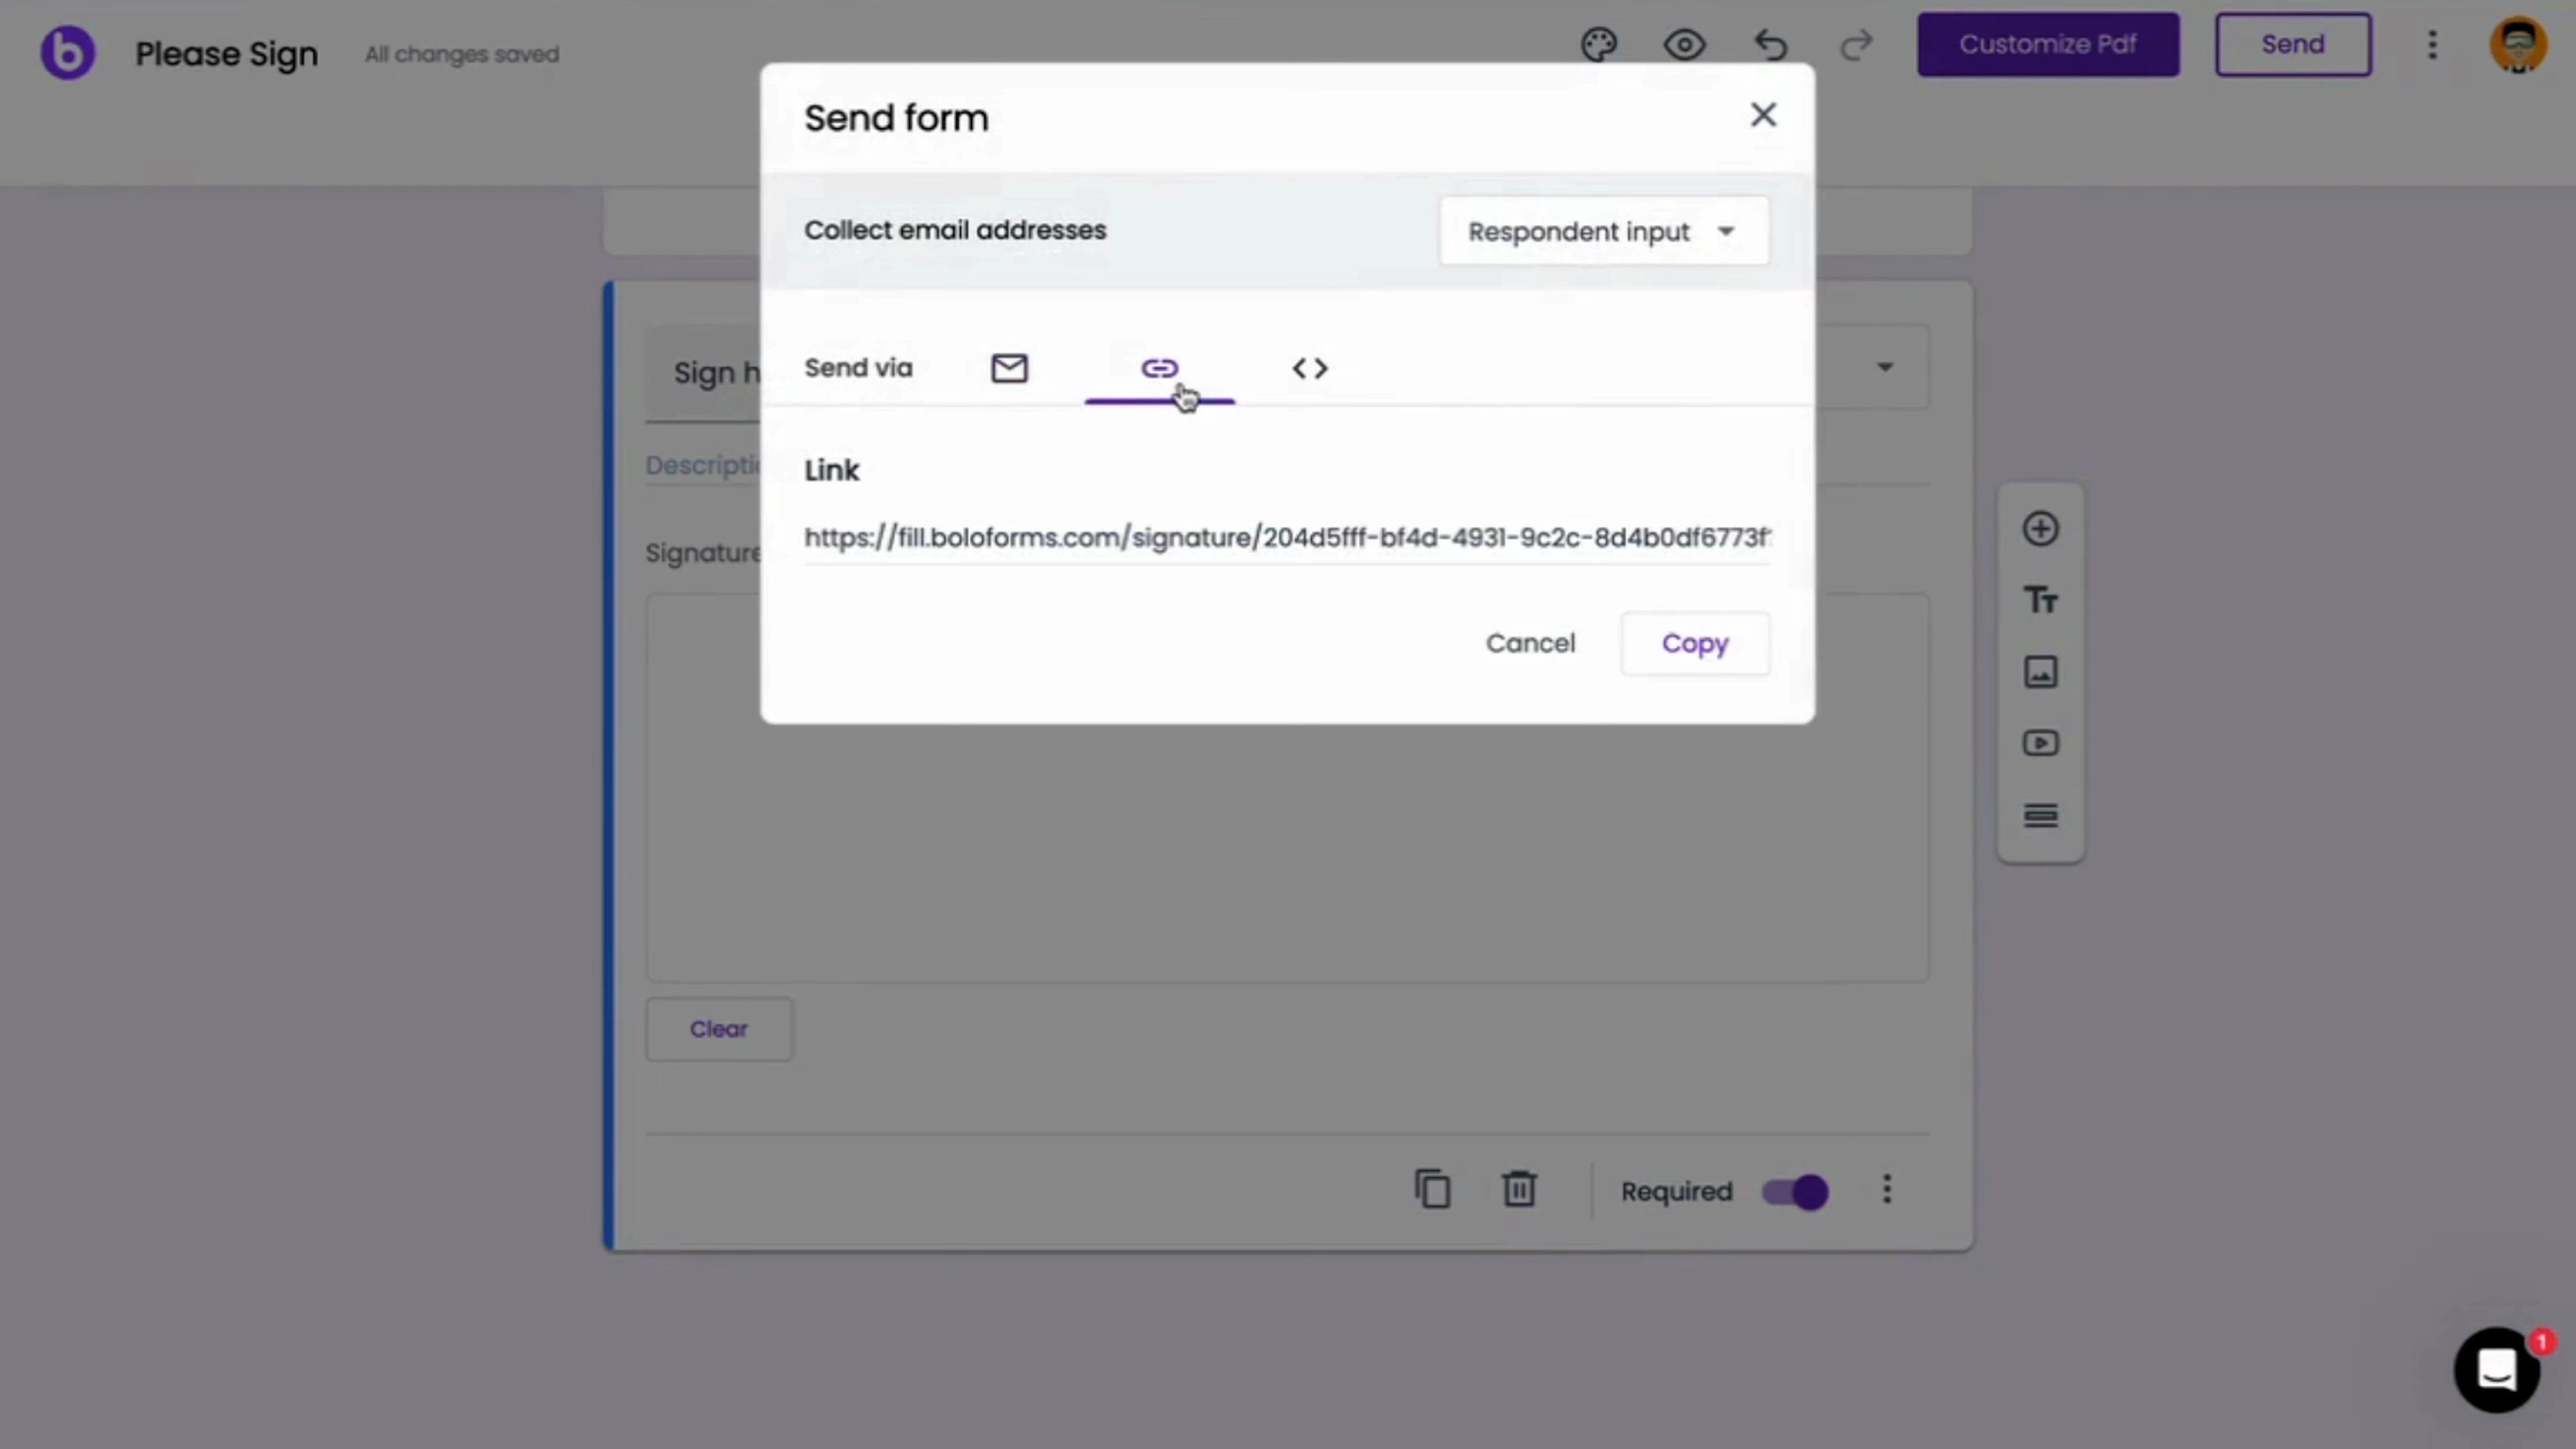 Please Sign
All changes saved
Customize Pdf
Send
Send form
Collect email addresses
Respondent input
Send via
Sign h
Descripti
Link
https://fill.boloforms.com/signature/204d5fff-bf4d-4931-9c2c-8d4b0df6773f
Signature
Cancel
Copy
Clear
Required
1